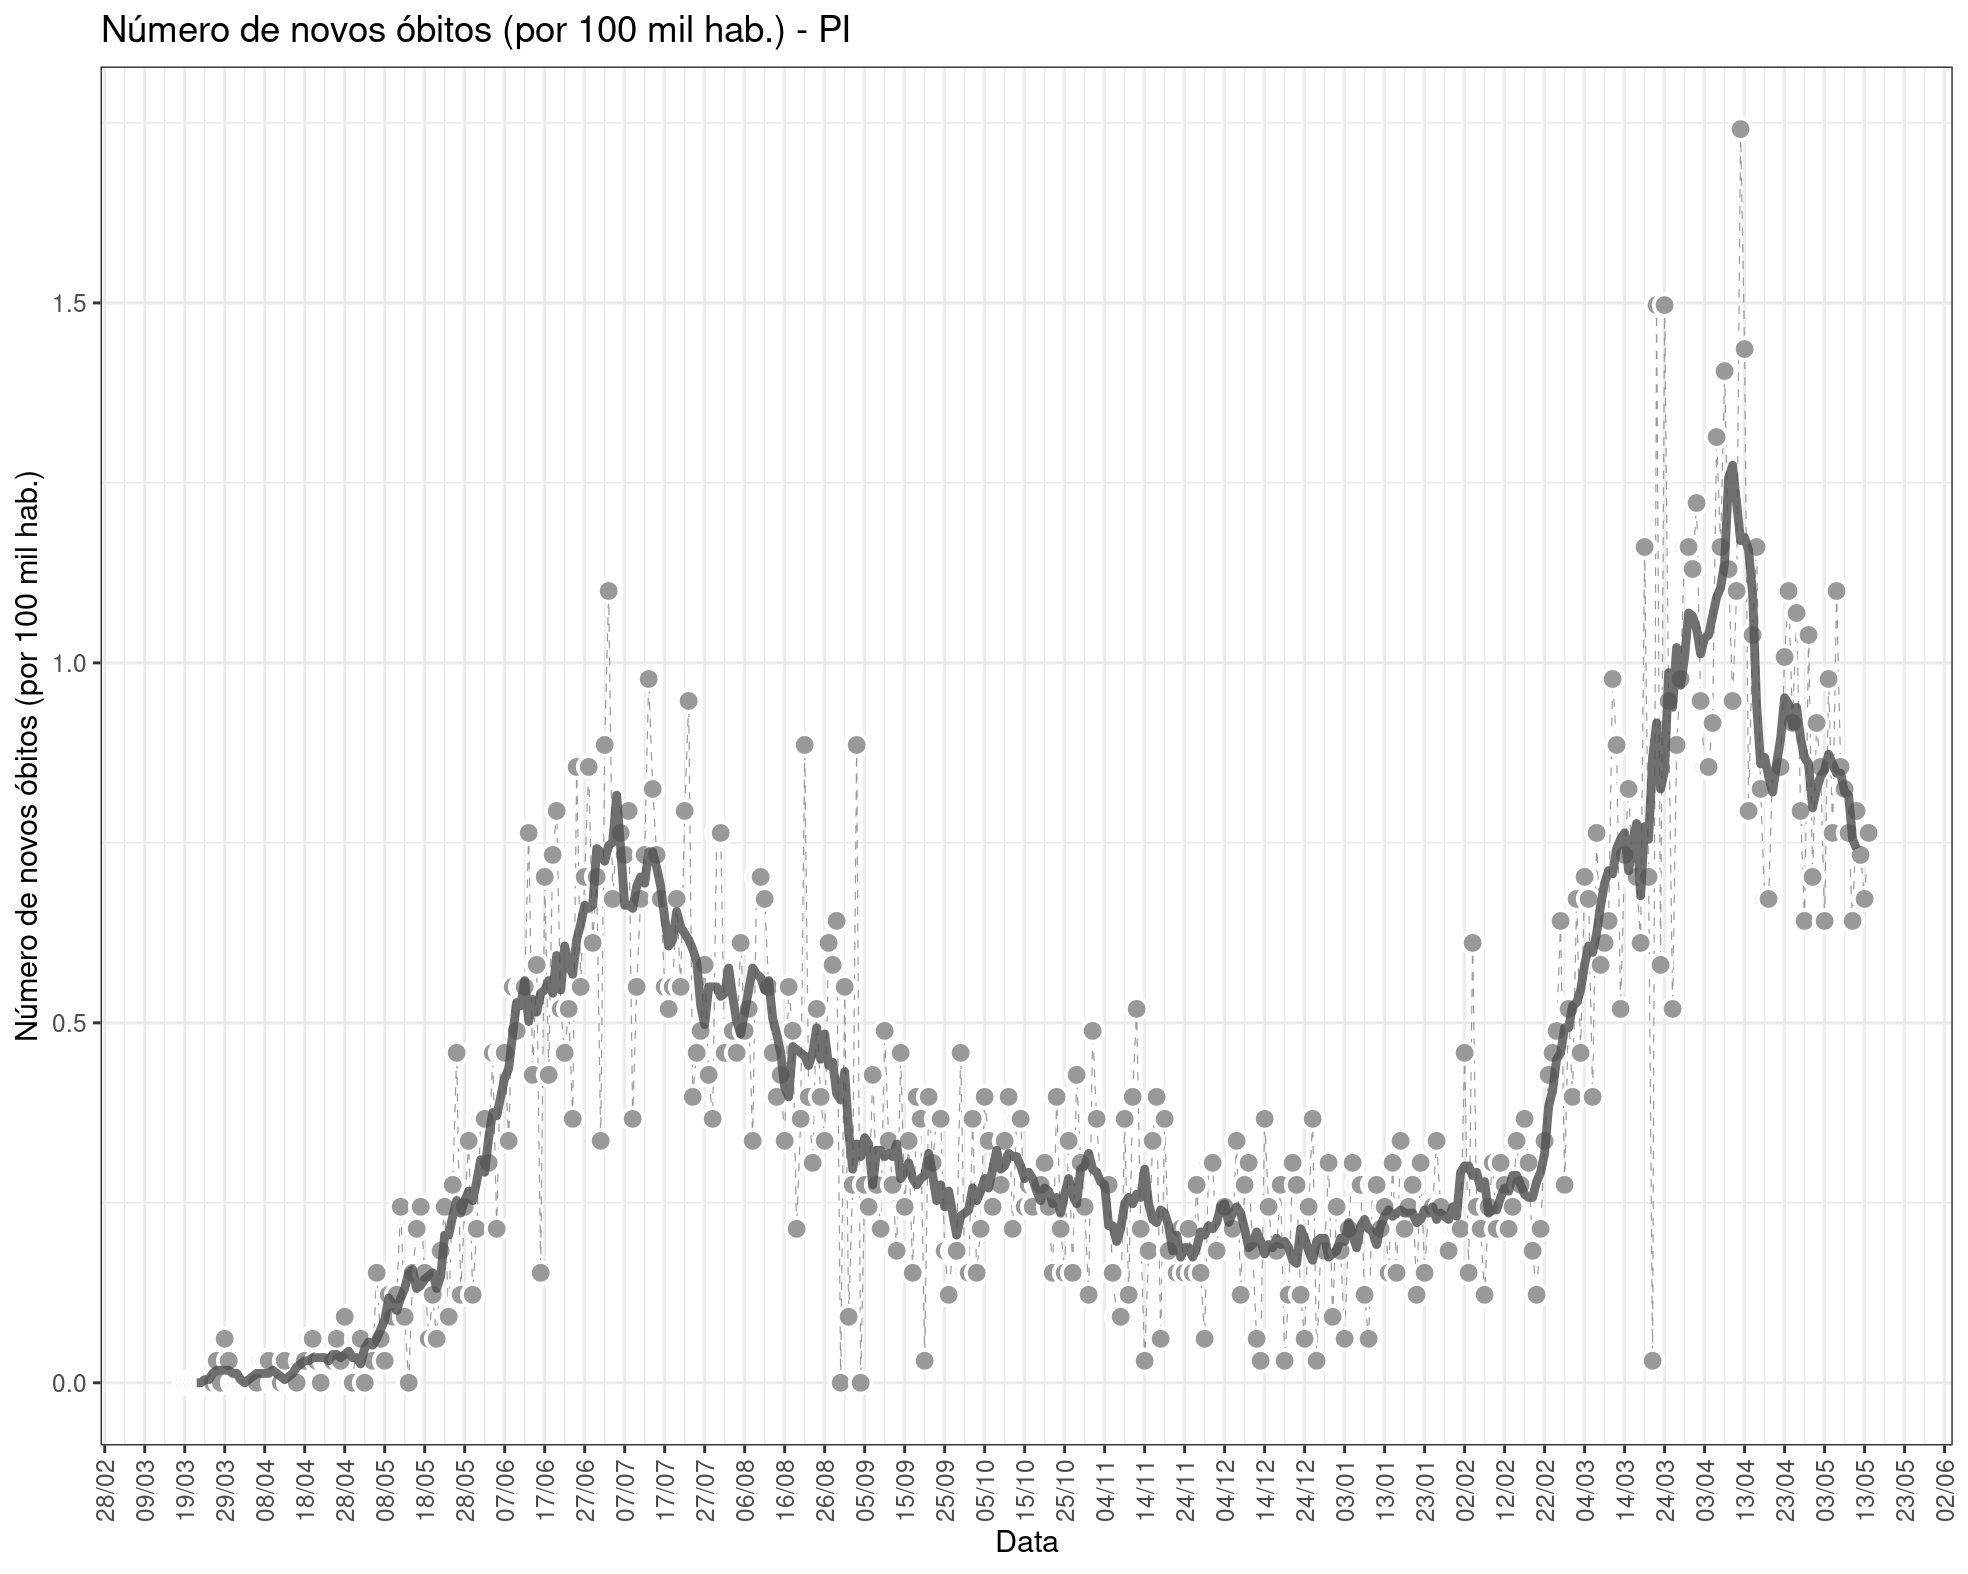 Número de novos óbitos (por 100 mil hab.) - PI
Número de novos óbitos (por 100 mil hab.)
1.5
1.0
0.5
0.0
28/02 09/03 19/03 29/03 08/04 18/04 28/04 08/05 18/05 28/05 07/06 17/06 27/06 07/07 17/07 27/07 06/08 16/08 26/08 05/09 15/09 25/09 05/10 15/10 25/10 04/11 14/11 24/11 04/12 14/12 24/12 03/01 13/01 23/01 02/02 12/02 22/02 04/03 14/03 24/03 03/04 13/04 23/04 03/05 13/05 23/05 02/06
Data